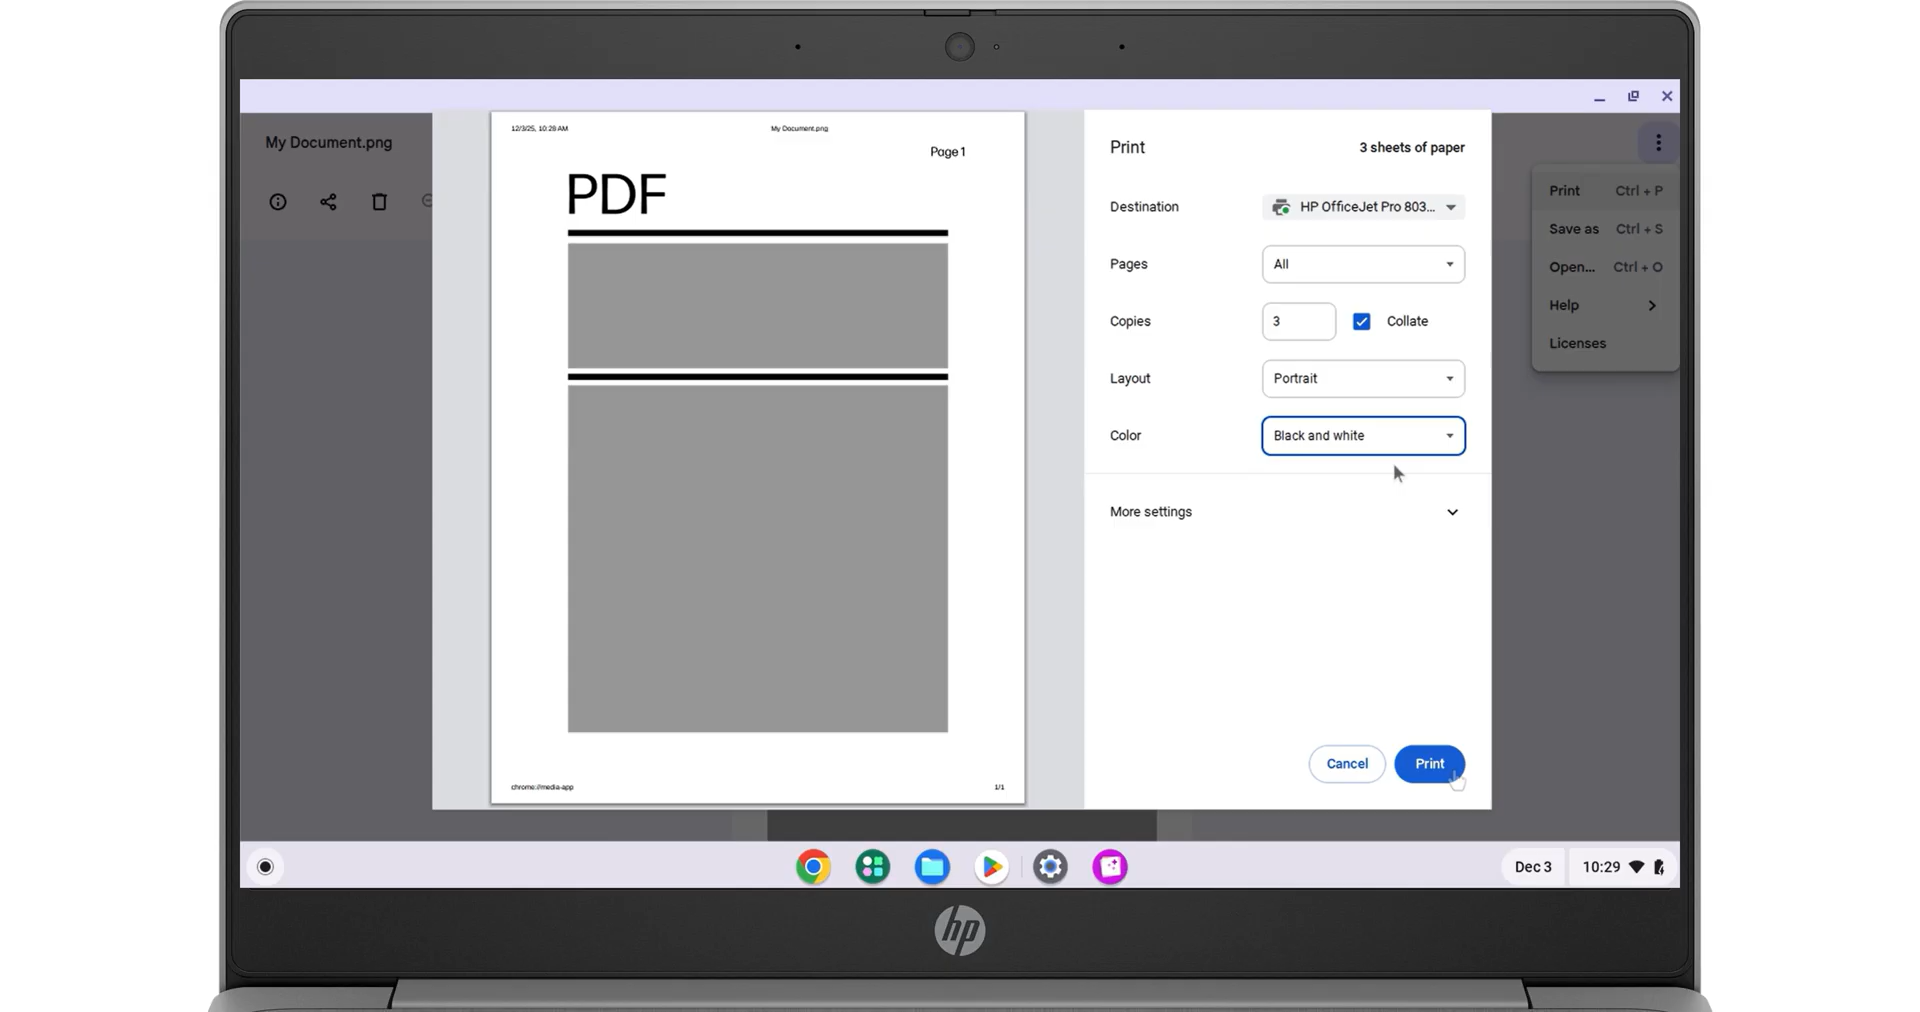 My Document.png
12/3/25, 10:28 AM
My Document.png
Page 1
PDF
chrome://media-app
1/1
Print
3 sheets of paper
Destination
HP OfficeJet Pro 803...
Pages
All
Copies
3
Collate
Layout
Portrait
Color
Black and white
More settings
Cancel
Print
Print Ctrl + P
Save as Ctrl + S
Open... Ctrl + O
Help
Licenses
Dec 3
10:29
hp